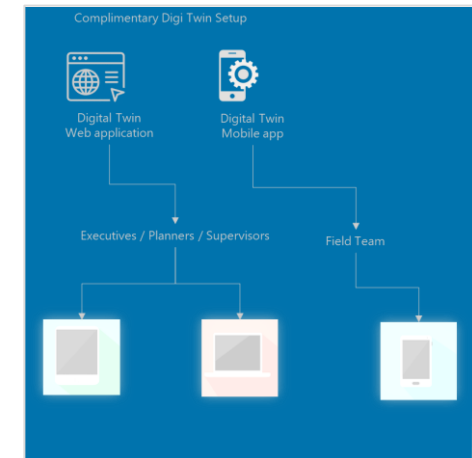 Complimentary Digi Twin Setup
Digital Twin
Web application
Digital Twin
Mobile app
Executives / Planners / Supervisors
Field Team